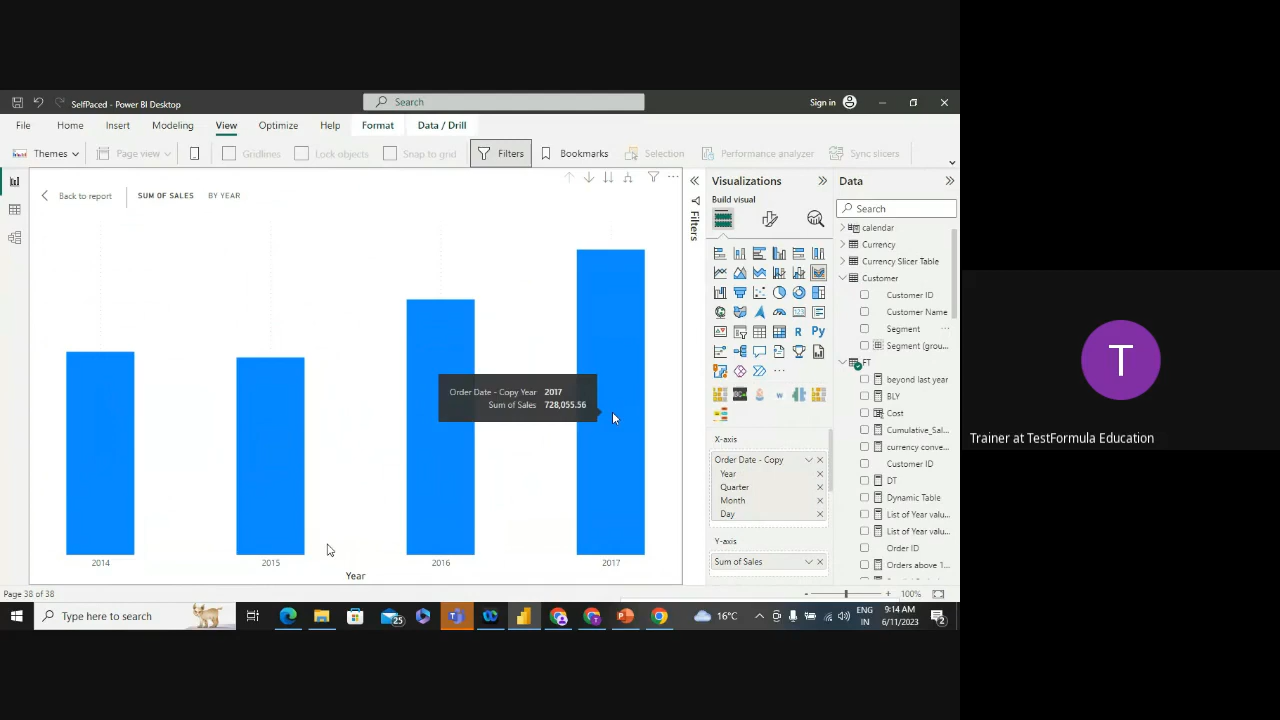 SelfPaced - Power BI Desktop
Search
Sign in
File Home Insert Modeling View Optimize Help Format Data / Drill
Themes Page view Gridlines Lock objects Snap to grid Filters Bookmarks Selection Performance analyzer Sync slicers
Back to report SUM OF SALES BY YEAR
Order Date - Copy Year 2017
Sum of Sales 728,055.56
2014 2015 2016 2017
Year
Filters
Visualizations
Build visual
R Py
X-axis
Order Date - Copy
Year
Quarter
Month
Day
Y-axis
Sum of Sales
Data
Search
calendar
Currency
Currency Slicer Table
Customer
Customer ID
Customer Name
Segment
Segment (grou...
FT
beyond last year
BLY
Cost
Cumulative_Sal...
currency conve...
Customer ID
DT
Dynamic Table
List of Year valu...
List of Year valu...
Order ID
Orders above 1...
Page 38 of 38
100%
Type here to search
25
16°C
ENG
IN
9:14 AM
6/11/2023
2
T
Trainer at TestFormula Education